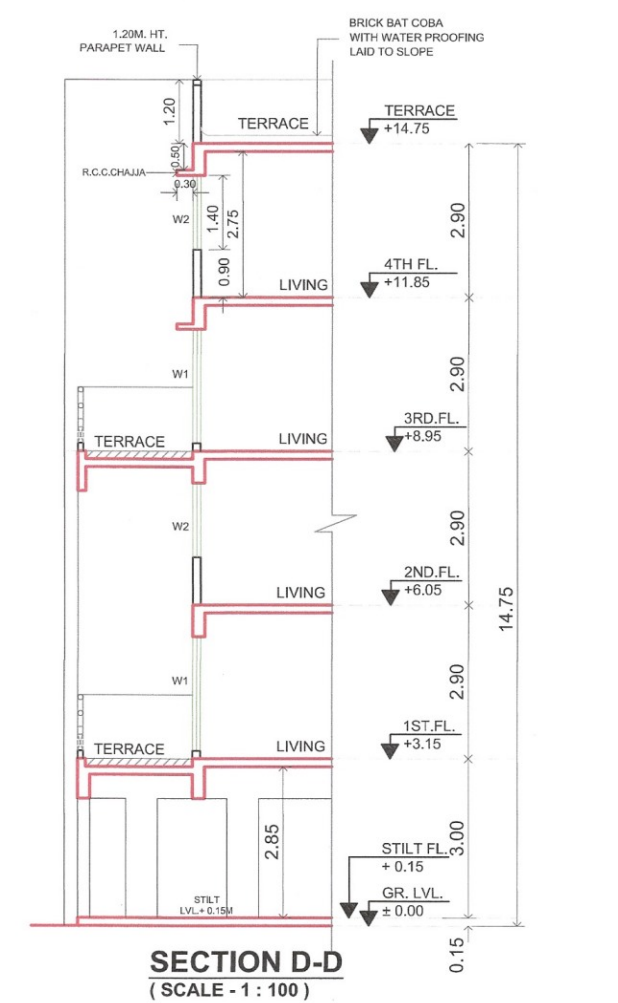 1.20M. HT.
PARAPET WALL
BRICK BAT COBA
WITH WATER PROOFING
LAID TO SLOPE
1.20
TERRACE
TERRACE
+14.75
0.50
R.C.C.CHAJJA
0.30
W2
1.40
2.75
2.90
0.90
LIVING
4TH FL.
+11.85
W1
2.90
TERRACE
LIVING
3RD.FL.
+8.95
W2
2.90
LIVING
2ND.FL.
+6.05
14.75
W1
2.90
TERRACE
LIVING
1ST.FL.
+3.15
2.85
3.00
STILT FL.
+ 0.15
STILT
LVL.+ 0.15M
GR. LVL.
± 0.00
0.15
SECTION D-D
( SCALE - 1 : 100 )